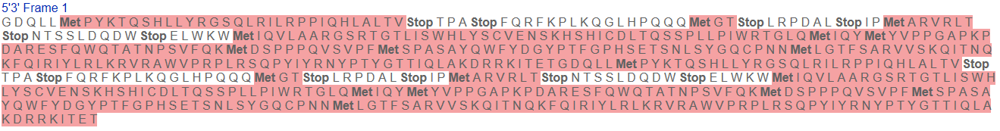 5'3' Frame 1
G D Q L L Met P Y K T Q S H L L Y R G S Q L R I L R P P I Q H L A L T V Stop T P A Stop F Q R F K P L K Q G L H P Q Q Q Met G T Stop L R P D A L Stop I P Met A R V R L T
Stop N T S S L D Q D W Stop E L W K W Met I Q V L A A R G S R T G T L I S W H L Y S C V E N S K H S H I C D L T Q S S P L L P I W R T G L Q Met I Q Y Met Y V P P G A P K P
D A R E S F Q W Q T A T N P S V F Q K Met D S P P P Q V S V P F Met S P A S A Y Q W F Y D G Y P T F G P H S E T S N L S Y G Q C P N N Met L G T F S A R V V S K Q I T N Q
K F Q I R I Y L R L K R V R A W V P R P L R S Q P Y I Y R N Y P T Y G T T I Q L A K D R R K I T E T G D Q L L Met P Y K T Q S H L L Y R G S Q L R I L R P P I Q H L A L T V Stop
T P A Stop F Q R F K P L K Q G L H P Q Q Q Met G T Stop L R P D A L Stop I P Met A R V R L T Stop N T S S L D Q D W Stop E L W K W Met I Q V L A A R G S R T G T L I S W H
L Y S C V E N S K H S H I C D L T Q S S P L L P I W R T G L Q Met I Q Y Met Y V P P G A P K P D A R E S F Q W Q T A T N P S V F Q K Met D S P P P Q V S V P F Met S P A S A
Y Q W F Y D G Y P T F G P H S E T S N L S Y G Q C P N N Met L G T F S A R V V S K Q I T N Q K F Q I R I Y L R L K R V R A W V P R P L R S Q P Y I Y R N Y P T Y G T T I Q L A
K D R R K I T E T